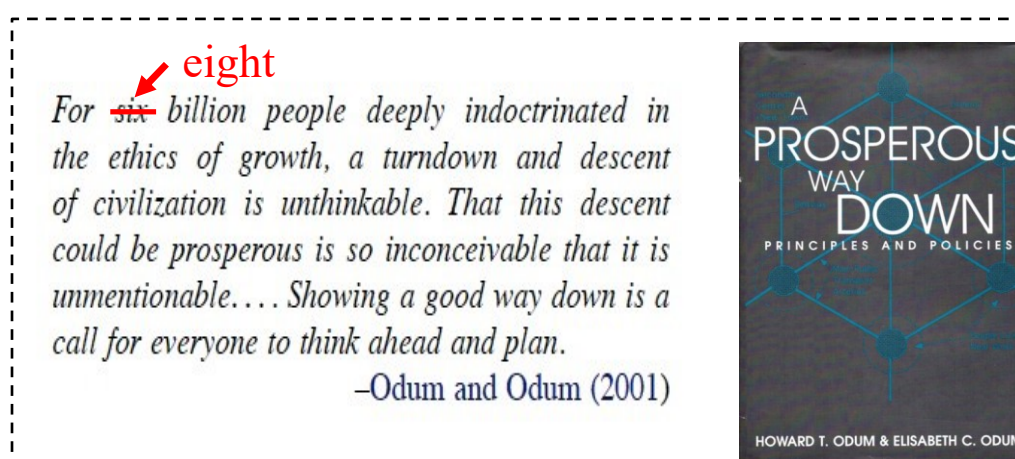 eight
For six billion people deeply indoctrinated in
the ethics of growth, a turndown and descent
of civilization is unthinkable. That this descent
could be prosperous is so inconceivable that it is
unmentionable.... Showing a good way down is a
call for everyone to think ahead and plan.
–Odum and Odum (2001)
A
PROSPEROUS
WAY
DOWN
PRINCIPLES AND POLICIES
HOWARD T. ODUM & ELISABETH C. ODUM